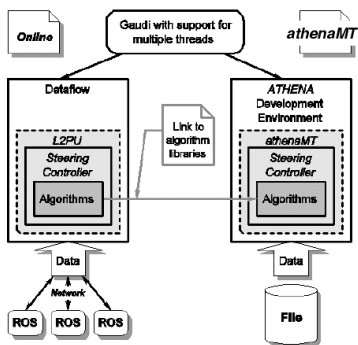 Online
Gaudi with support for
multiple threads
athenaMT
Dataflow
ATHENA
Development
Environment
Link to
algorithm
libraries
L2PU
Steering
Controller
Algorithms
athenaMT
Steering
Controller
Algorithms
Data
Data
Network
ROS
ROS
ROS
File